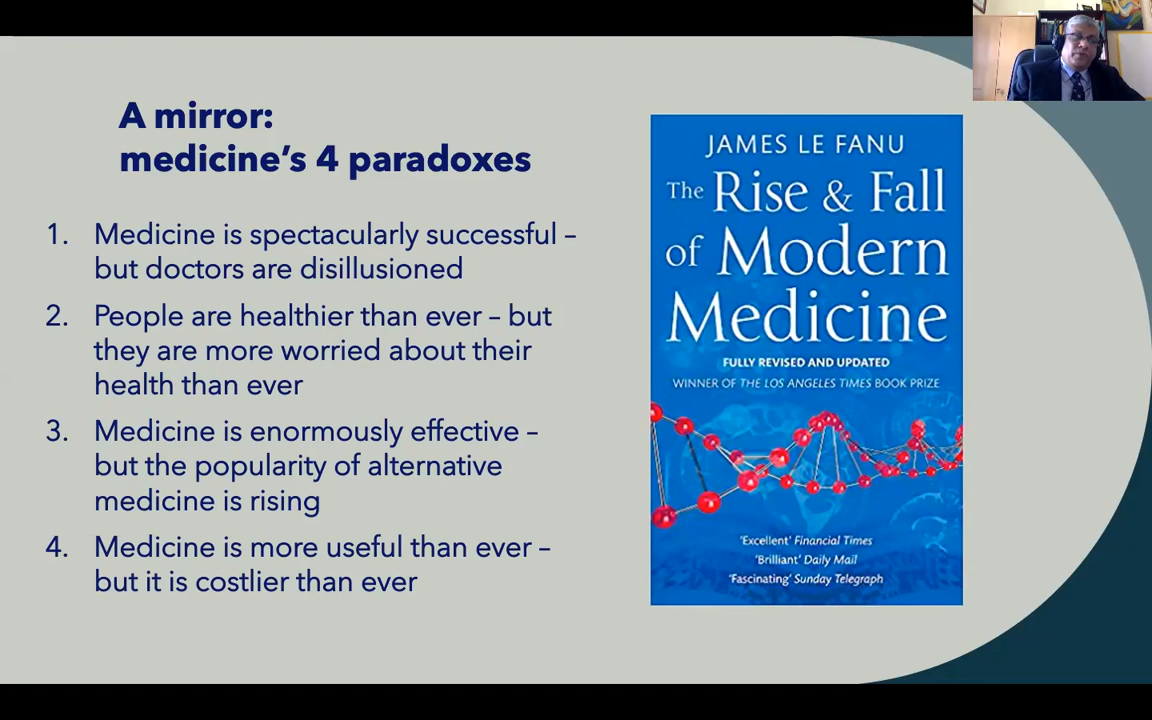 A mirror:
medicine’s 4 paradoxes
1. Medicine is spectacularly successful –
but doctors are disillusioned
2. People are healthier than ever – but
they are more worried about their
health than ever
3. Medicine is enormously effective –
but the popularity of alternative
medicine is rising
4. Medicine is more useful than ever –
but it is costlier than ever
JAMES LE FANU
The Rise & Fall
of Modern
Medicine
FULLY REVISED AND UPDATED
WINNER OF THE LOS ANGELES TIMES BOOK PRIZE
‘Excellent’ Financial Times
‘Brilliant’ Daily Mail
‘Fascinating’ Sunday Telegraph